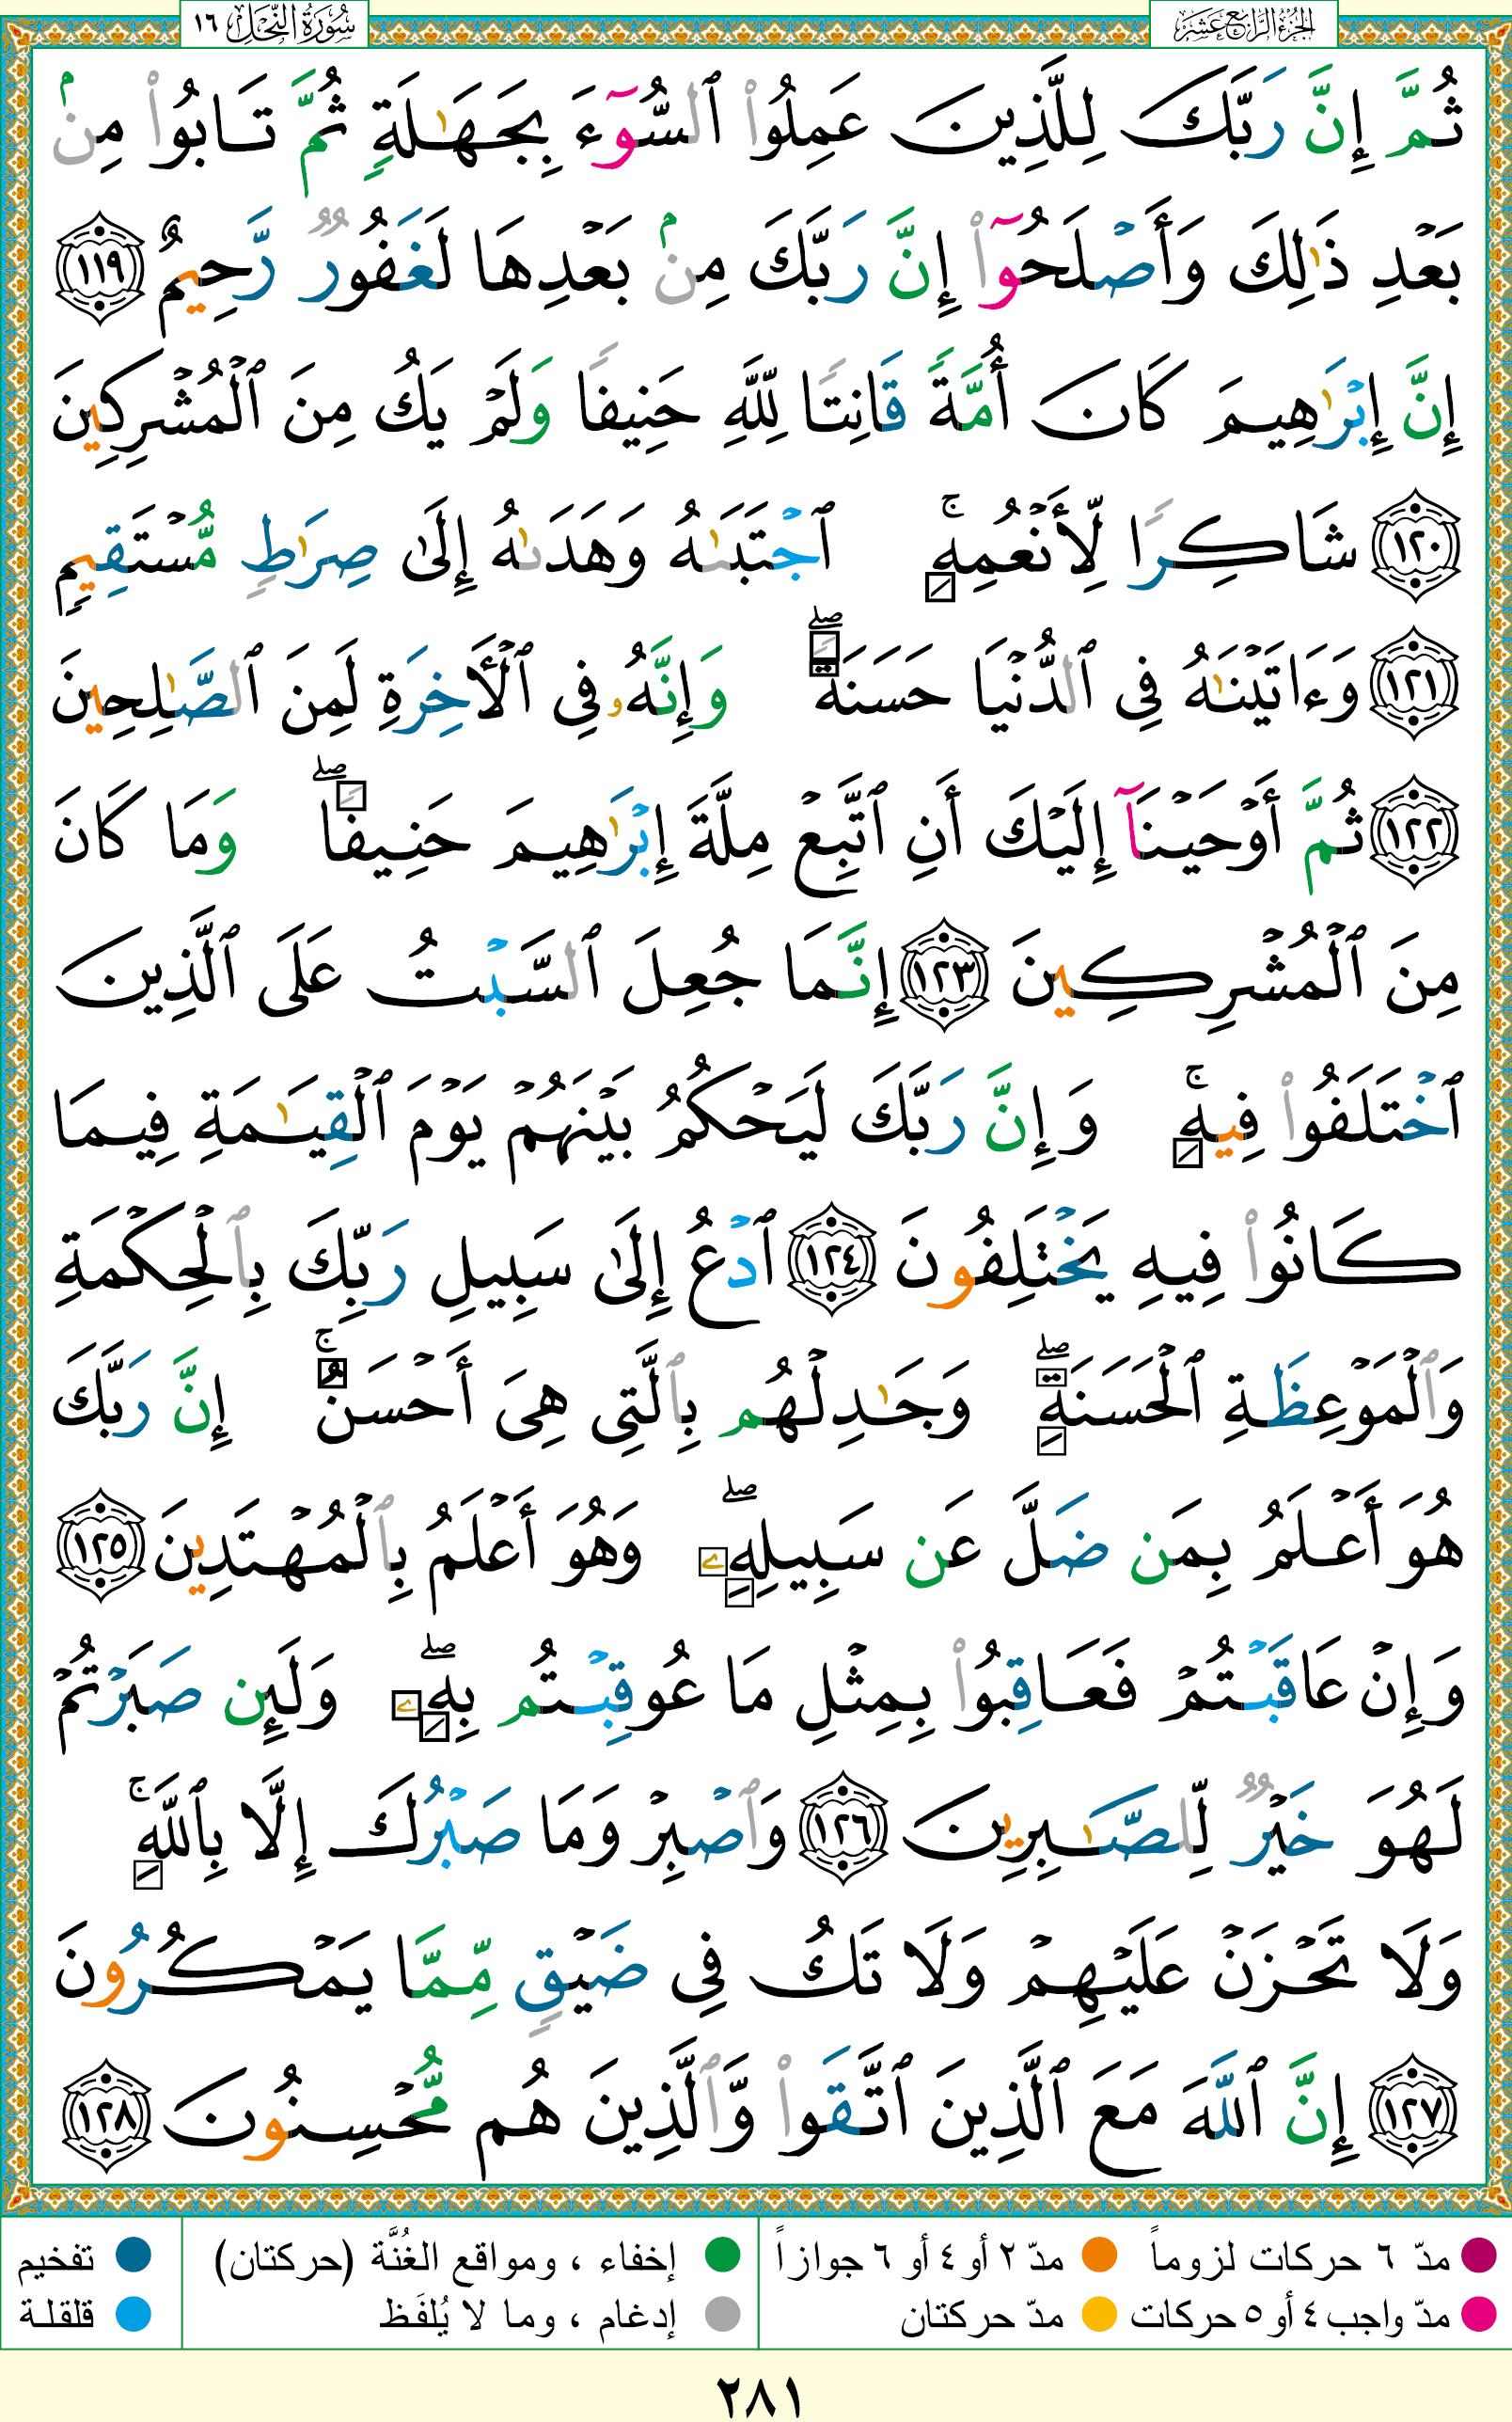 الجزء الرابع عشر
سورة النحل ١٦
ثُمَّ إِنَّ رَبَّكَ لِلَّذِينَ عَمِلُوا۟ ٱلسُّوٓءَ بِجَهَـٰلَةٍ ثُمَّ تَابُوا۟ مِنۢ
بَعْدِ ذَٰلِكَ وَأَصْلَحُوٓا۟ إِنَّ رَبَّكَ مِنۢ بَعْدِهَا لَغَفُورٌ رَّحِيمٌ ١١٩
إِنَّ إِبْرَٰهِيمَ كَانَ أُمَّةً قَانِتًا لِّلَّهِ حَنِيفًا وَلَمْ يَكُ مِنَ ٱلْمُشْرِكِينَ
١٢٠ شَاكِرًا لِّأَنْعُمِهِ ۚ ٱجْتَبَىٰهُ وَهَدَىٰهُ إِلَىٰ صِرَٰطٍ مُّسْتَقِيمٍ
١٢١ وَءَاتَيْنَـٰهُ فِى ٱلدُّنْيَا حَسَنَةً ۖ وَإِنَّهُۥ فِى ٱلْـَٔاخِرَةِ لَمِنَ ٱلصَّـٰلِحِينَ
١٢٢ ثُمَّ أَوْحَيْنَآ إِلَيْكَ أَنِ ٱتَّبِعْ مِلَّةَ إِبْرَٰهِيمَ حَنِيفًا ۖ وَمَا كَانَ
مِنَ ٱلْمُشْرِكِينَ ١٢٣ إِنَّمَا جُعِلَ ٱلسَّبْتُ عَلَى ٱلَّذِينَ
ٱخْتَلَفُوا۟ فِيهِ ۚ وَإِنَّ رَبَّكَ لَيَحْكُمُ بَيْنَهُمْ يَوْمَ ٱلْقِيَـٰمَةِ فِيمَا
كَانُوا۟ فِيهِ يَخْتَلِفُونَ ١٢٤ ٱدْعُ إِلَىٰ سَبِيلِ رَبِّكَ بِٱلْحِكْمَةِ
وَٱلْمَوْعِظَةِ ٱلْحَسَنَةِ ۖ وَجَـٰدِلْهُم بِٱلَّتِى هِىَ أَحْسَنُ ۚ إِنَّ رَبَّكَ
هُوَ أَعْلَمُ بِمَن ضَلَّ عَن سَبِيلِهِۦ ۖ وَهُوَ أَعْلَمُ بِٱلْمُهْتَدِينَ ١٢٥
وَإِنْ عَاقَبْتُمْ فَعَاقِبُوا۟ بِمِثْلِ مَا عُوقِبْتُم بِهِۦ ۖ وَلَئِن صَبَرْتُمْ
لَهُوَ خَيْرٌ لِّلصَّـٰبِرِينَ ١٢٦ وَٱصْبِرْ وَمَا صَبْرُكَ إِلَّا بِٱللَّهِ ۚ
وَلَا تَحْزَنْ عَلَيْهِمْ وَلَا تَكُ فِى ضَيْقٍ مِّمَّا يَمْكُرُونَ
١٢٧ إِنَّ ٱللَّهَ مَعَ ٱلَّذِينَ ٱتَّقَوا۟ وَّٱلَّذِينَ هُم مُّحْسِنُونَ ١٢٨
مدّ ٦ حركات لزوماً مدّ ٢ أو ٤ أو ٦ جوازاً إخفاء ، ومواقع الغُنَّة (حركتان) تفخيم
مدّ واجب ٤ أو ٥ حركات مدّ حركتان إدغام ، وما لا يُلفَظ قلقلة
٢٨١